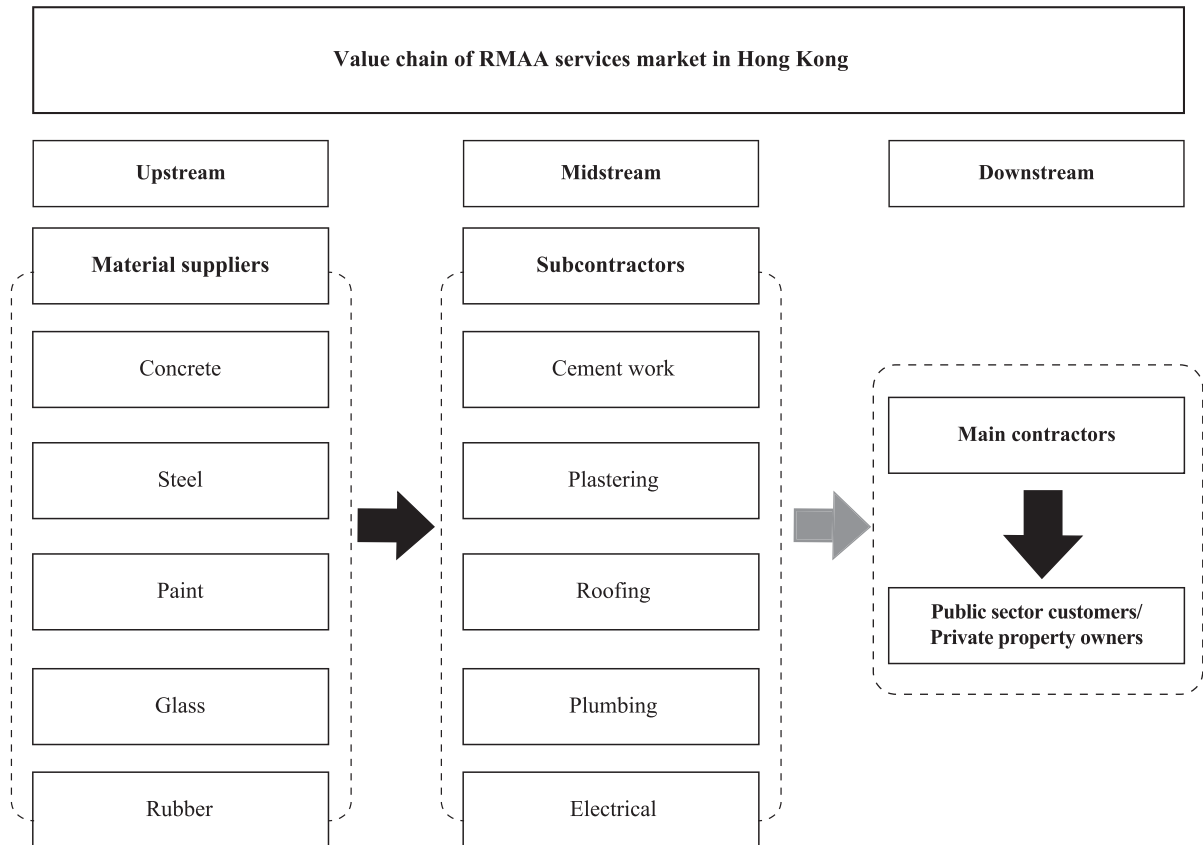 Value chain of RMAA services market in Hong Kong
Upstream
Midstream
Downstream
Material suppliers
Concrete
Steel
Paint
Glass
Rubber
Subcontractors
Cement work
Plastering
Roofing
Plumbing
Electrical
Main contractors
Public sector customers/
Private property owners